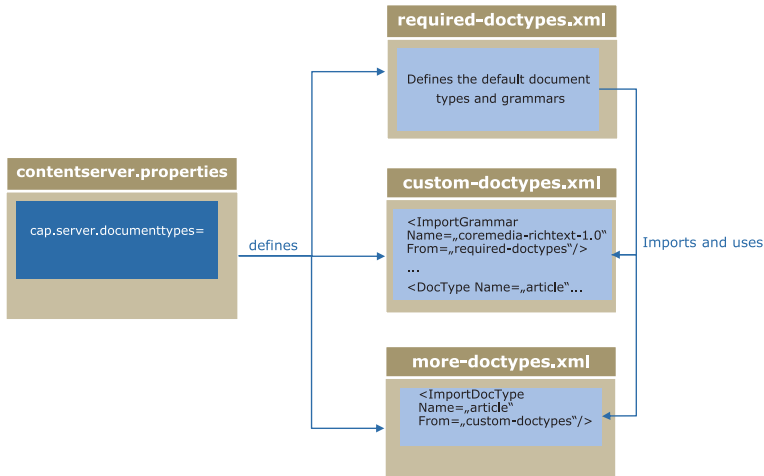 required-doctypes.xml
Defines the default document
types and grammars
contentserver.properties
cap.server.documenttypes=
defines
custom-doctypes.xml
<ImportGrammar
Name=„coremedia-richtext-1.0“
From=„required-doctypes“/>
...
<DocType Name=„article“...
Imports and uses
more-doctypes.xml
<ImportDocType
Name=„article“
From=„custom-doctypes“/>